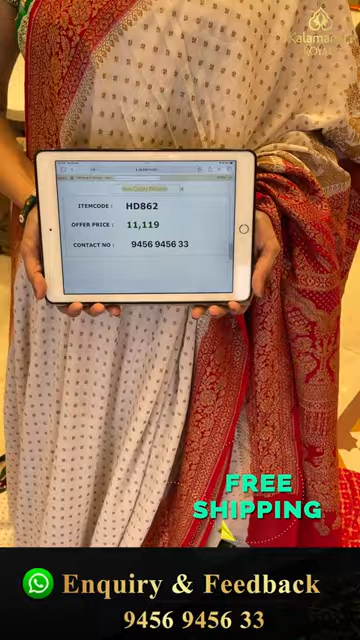 Kalamandir
ROYAL
ITEMCODE : HD862
OFFER PRICE : 11,119
CONTACT NO : 9456 9456 33
FREE
SHIPPING
Enquiry & Feedback
9456 9456 33